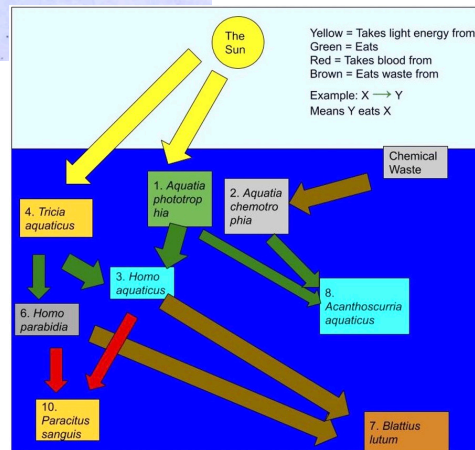 The
Sun
Yellow = Takes light energy from
Green = Eats
Red = Takes blood from
Brown = Eats waste from
Example: X → Y
Means Y eats X
Chemical
Waste
1. Aquatia
phototrop
hia
2. Aquatia
chemotro
phia
4. Tricia
aquaticus
3. Homo
aquaticus
8.
Acanthoscurria
aquaticus
6. Homo
parabidia
10.
Paracitus
sanguis
7. Blattius
lutum